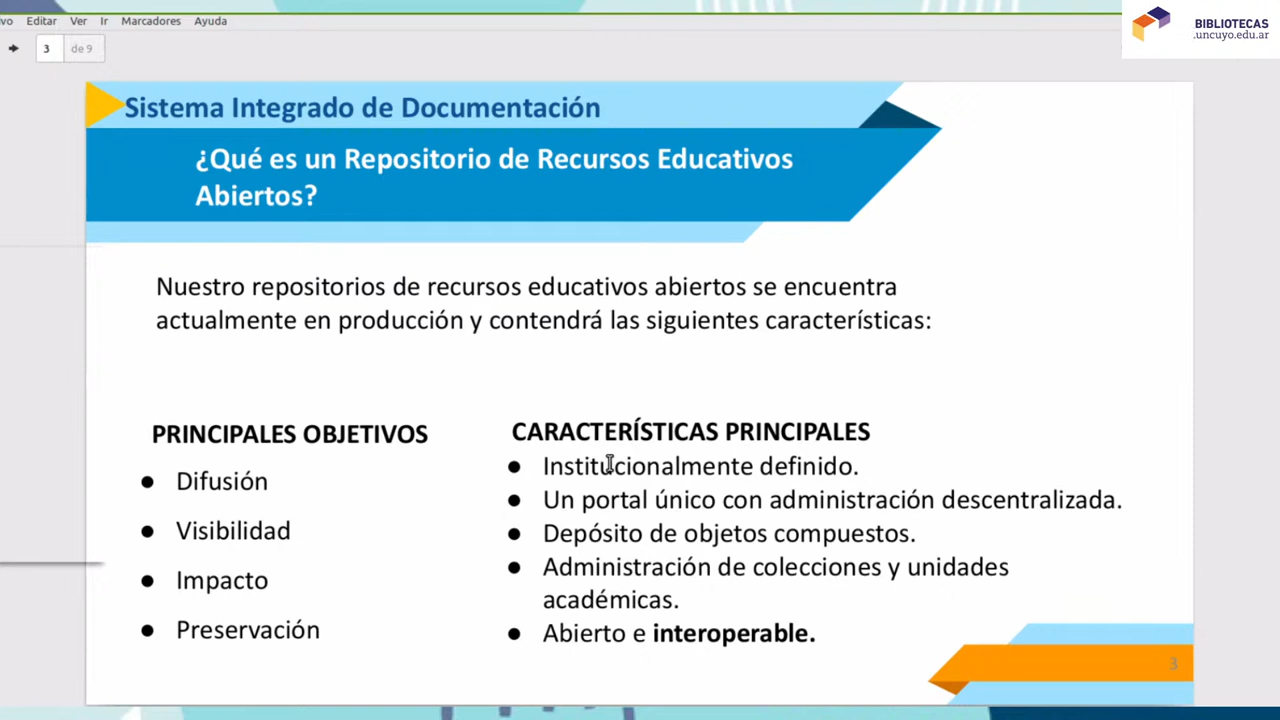 vo Editar Ver Ir Marcadores Ayuda
3 de 9
BIBLIOTECAS
.uncuyo.edu.ar
Sistema Integrado de Documentación
¿Qué es un Repositorio de Recursos Educativos
Abiertos?
Nuestro repositorios de recursos educativos abiertos se encuentra
actualmente en producción y contendrá las siguientes características:
PRINCIPALES OBJETIVOS
● Difusión
● Visibilidad
● Impacto
● Preservación
CARACTERÍSTICAS PRINCIPALES
● Institucionalmente definido.
● Un portal único con administración descentralizada.
● Depósito de objetos compuestos.
● Administración de colecciones y unidades
académicas.
● Abierto e interoperable.
3